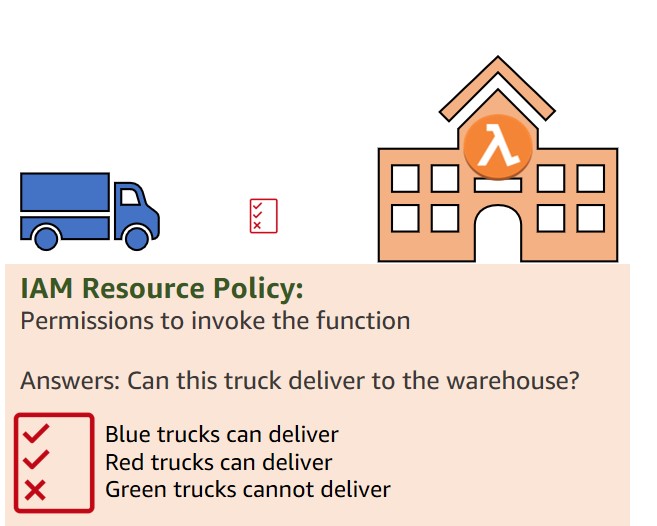 λ
IAM Resource Policy:
Permissions to invoke the function
Answers: Can this truck deliver to the warehouse?
Blue trucks can deliver
Red trucks can deliver
Green trucks cannot deliver